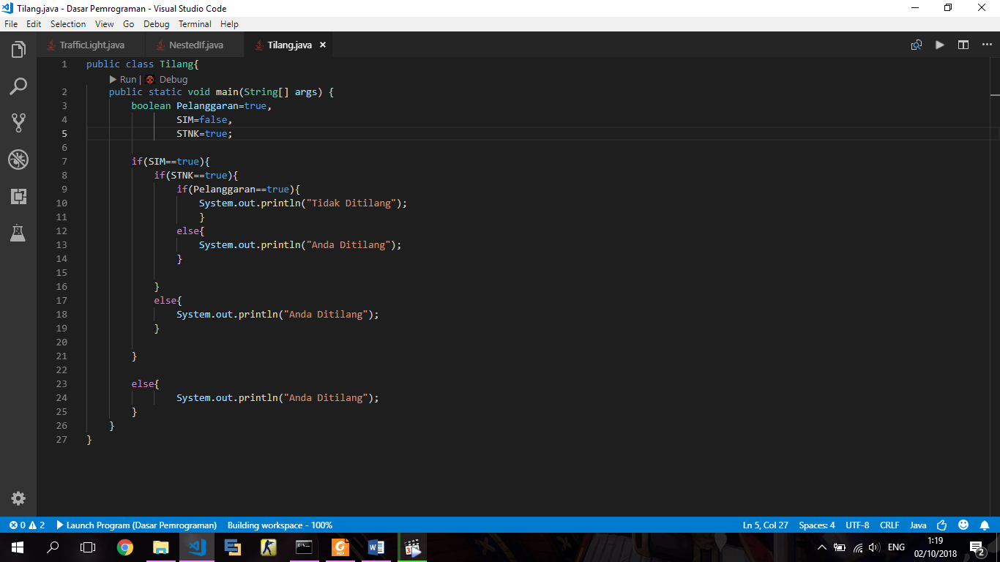 Tilang.java - Dasar Pemrograman - Visual Studio Code
File Edit Selection View Go Debug Terminal Help
TrafficLight.java NestedIf.java Tilang.java ×
1 public class Tilang{
Run | Debug
2 public static void main(String[] args) {
3 boolean Pelanggaran=true,
4 SIM=false,
5 STNK=true;
6
7 if(SIM==true){
8 if(STNK==true){
9 if(Pelanggaran==true){
10 System.out.println("Tidak Ditilang");
11 }
12 else{
13 System.out.println("Anda Ditilang");
14 }
15
16 }
17 else{
18 System.out.println("Anda Ditilang");
19 }
20
21 }
22
23 else{
24 System.out.println("Anda Ditilang");
25 }
26 }
27 }
0 2 Launch Program (Dasar Pemrograman) Building workspace - 100% Ln 5, Col 27 Spaces: 4 UTF-8 CRLF Java
ENG 1:19
02/10/2018 2